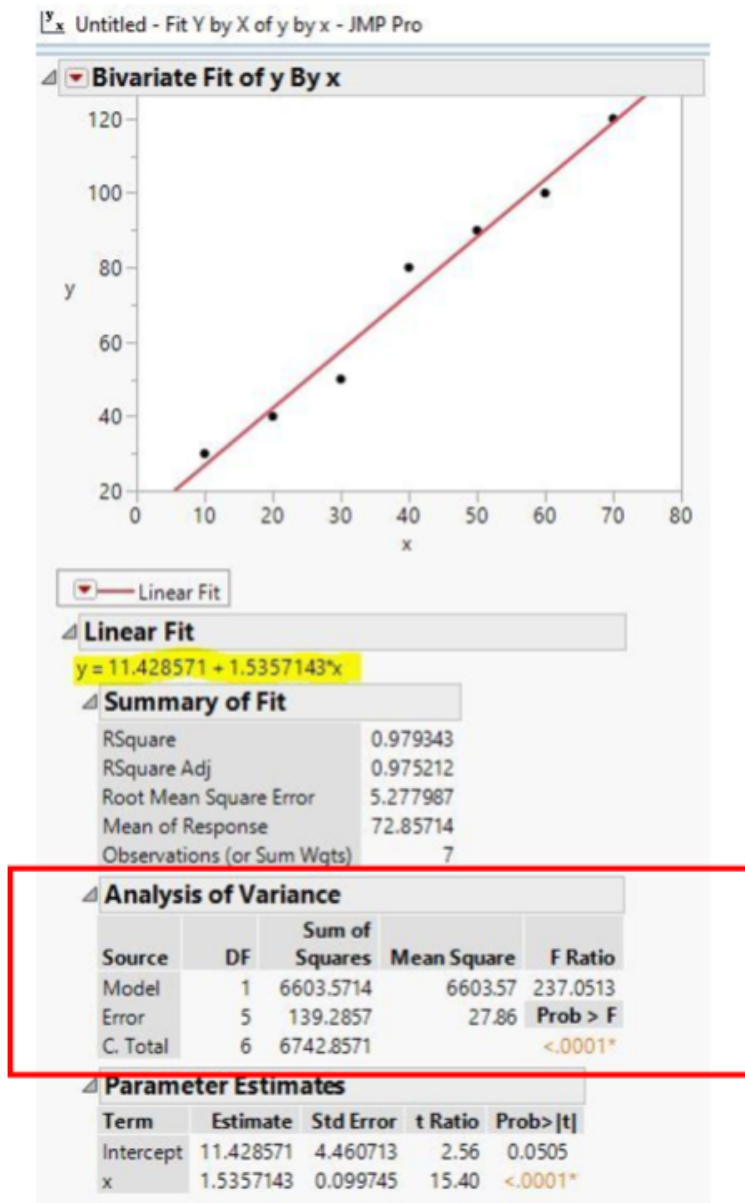 Untitled - Fit Y by X of y by x - JMP Pro
Bivariate Fit of y By x
120
100
80
y
60
40
20
0 10 20 30 40 50 60 70 80
x
Linear Fit
Linear Fit
y = 11.428571 + 1.5357143*x
Summary of Fit
RSquare 0.979343
RSquare Adj 0.975212
Root Mean Square Error 5.277987
Mean of Response 72.85714
Observations (or Sum Wgts) 7
Analysis of Variance
Sum of
Source DF Squares Mean Square F Ratio
Model 1 6603.5714 6603.57 237.0513
Error 5 139.2857 27.86 Prob > F
C. Total 6 6742.8571 <.0001*
Parameter Estimates
Term Estimate Std Error t Ratio Prob>|t|
Intercept 11.428571 4.460713 2.56 0.0505
x 1.5357143 0.099745 15.40 <.0001*